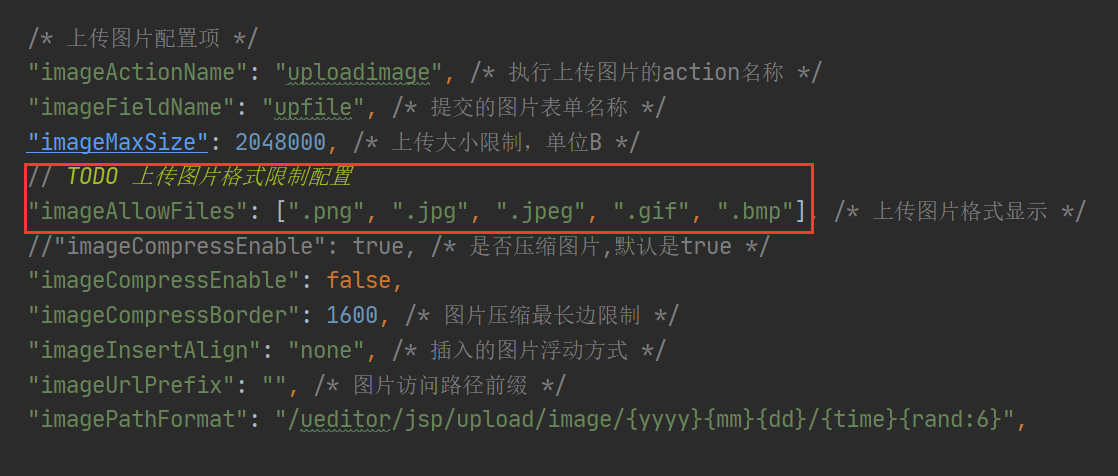 /* 上传图片配置项 */
"imageActionName": "uploadimage", /* 执行上传图片的action名称 */
"imageFieldName": "upfile", /* 提交的图片表单名称 */
"imageMaxSize": 2048000, /* 上传大小限制，单位B */
// TODO 上传图片格式限制配置
"imageAllowFiles": [".png", ".jpg", ".jpeg", ".gif", ".bmp"], /* 上传图片格式显示 */
//"imageCompressEnable": true, /* 是否压缩图片,默认是true */
"imageCompressEnable": false,
"imageCompressBorder": 1600, /* 图片压缩最长边限制 */
"imageInsertAlign": "none", /* 插入的图片浮动方式 */
"imageUrlPrefix": "", /* 图片访问路径前缀 */
"imagePathFormat": "/ueditor/jsp/upload/image/{yyyy}{mm}{dd}/{time}{rand:6}",